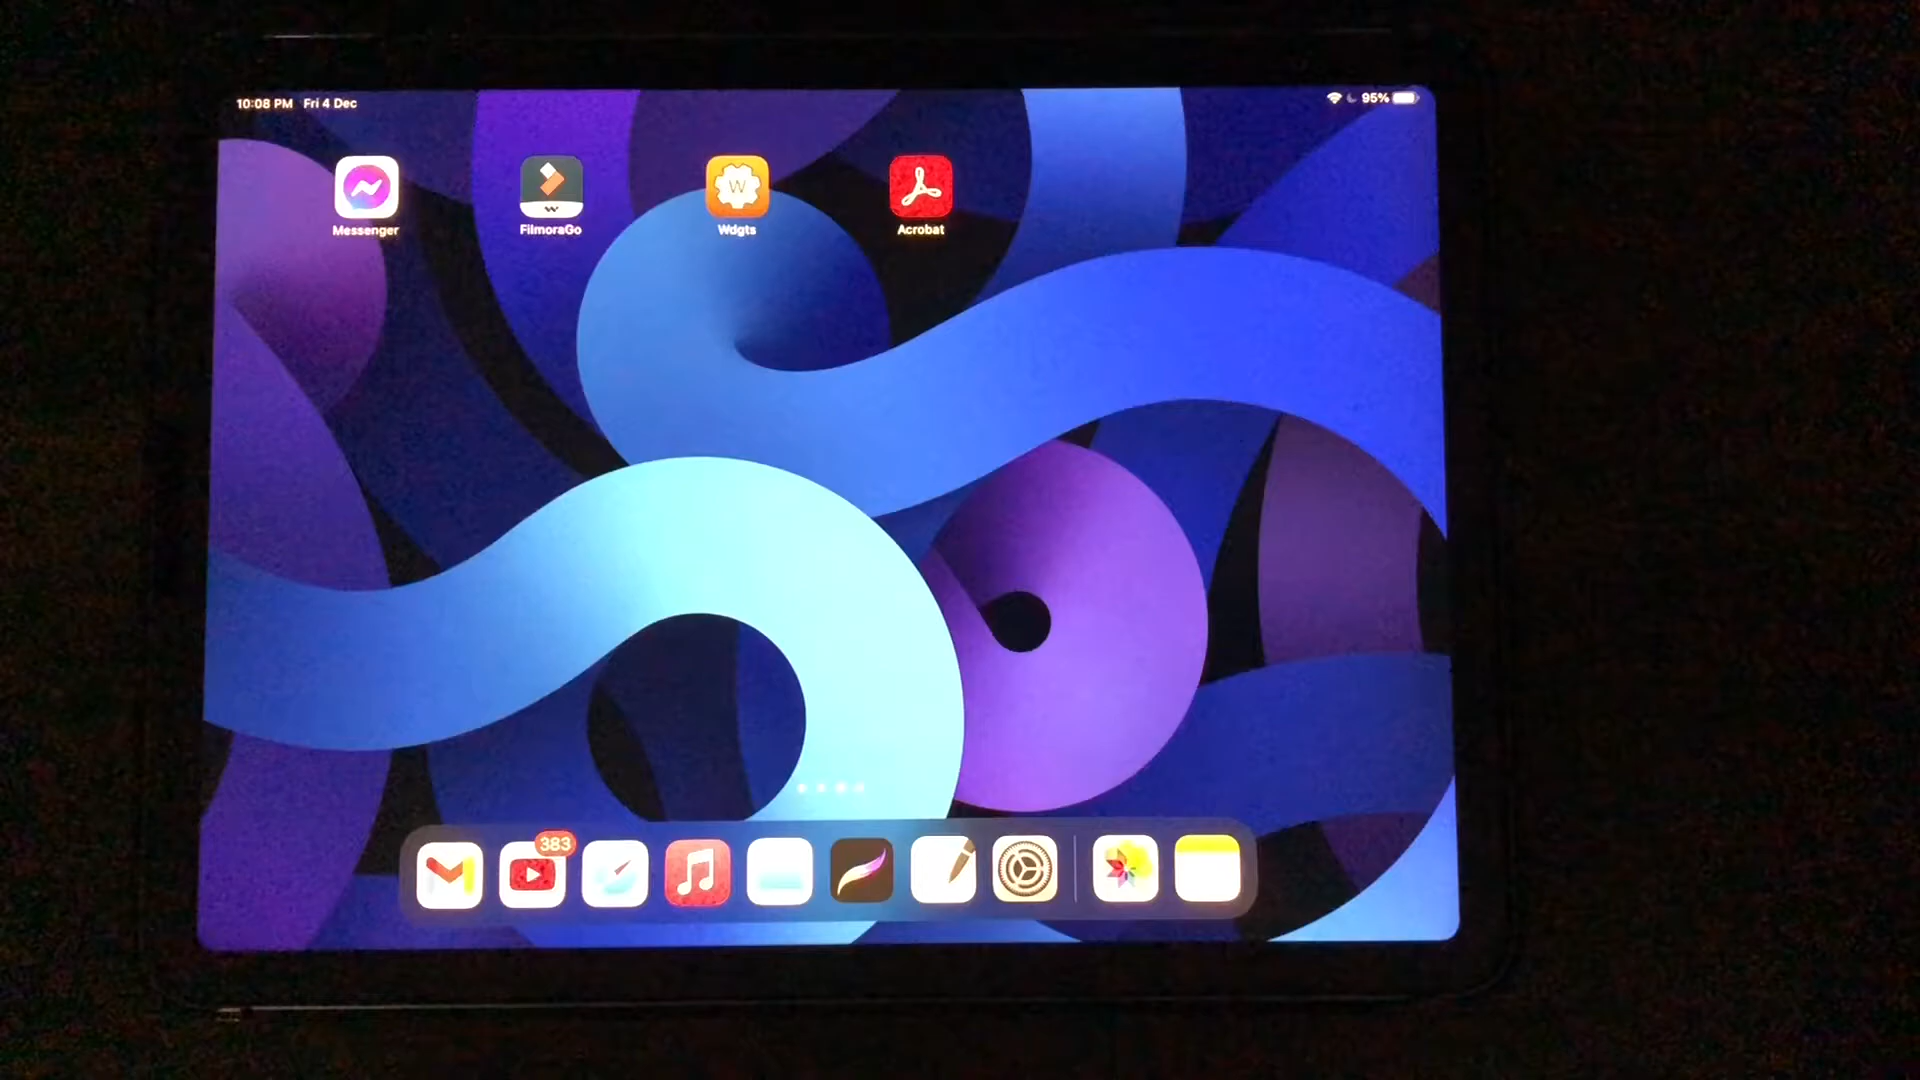 10:08 PM Fri 4 Dec
95%
Messenger
FilmoraGo
W
Wdgts
Acrobat
383